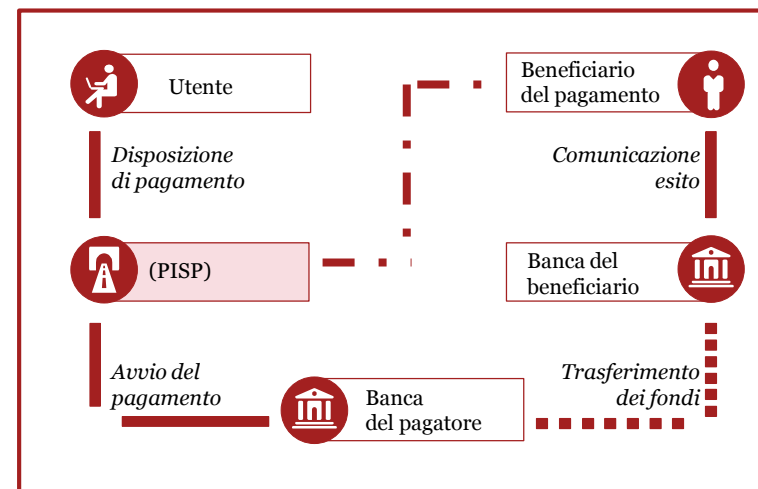 Utente
Beneficiario
del pagamento
Disposizione
di pagamento
Comunicazione
esito
(PISP)
Banca del
beneficiario
Avvio del
pagamento
Banca
del pagatore
Trasferimento
dei fondi